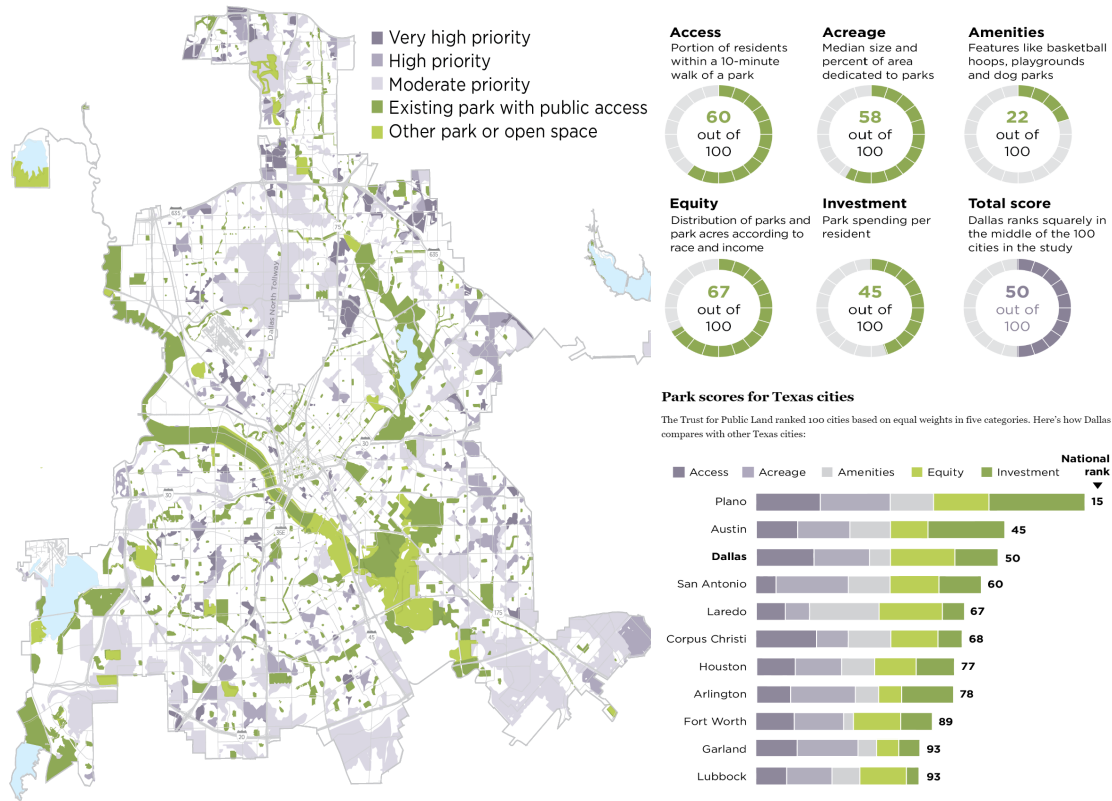 Very high priority
High priority
Moderate priority
Existing park with public access
Other park or open space
635
635
Dallas North Tollway
30
30
35E
175
45
20
Access
Portion of residents
within a 10-minute
walk of a park
60
out of
100
Acreage
Median size and
percent of area
dedicated to parks
58
out of
100
Amenities
Features like basketball
hoops, playgrounds
and dog parks
22
out of
100
Equity
Distribution of parks and
park acres according to
race and income
67
out of
100
Investment
Park spending per
resident
45
out of
100
Total score
Dallas ranks squarely in
the middle of the 100
cities in the study
50
out of
100
Park scores for Texas cities
The Trust for Public Land ranked 100 cities based on equal weights in five categories. Here's how Dallas
compares with other Texas cities:
Access
Acreage
Amenities
Equity
Investment
National
rank
Plano 15
Austin 45
Dallas 50
San Antonio 60
Laredo 67
Corpus Christi 68
Houston 77
Arlington 78
Fort Worth 89
Garland 93
Lubbock 93